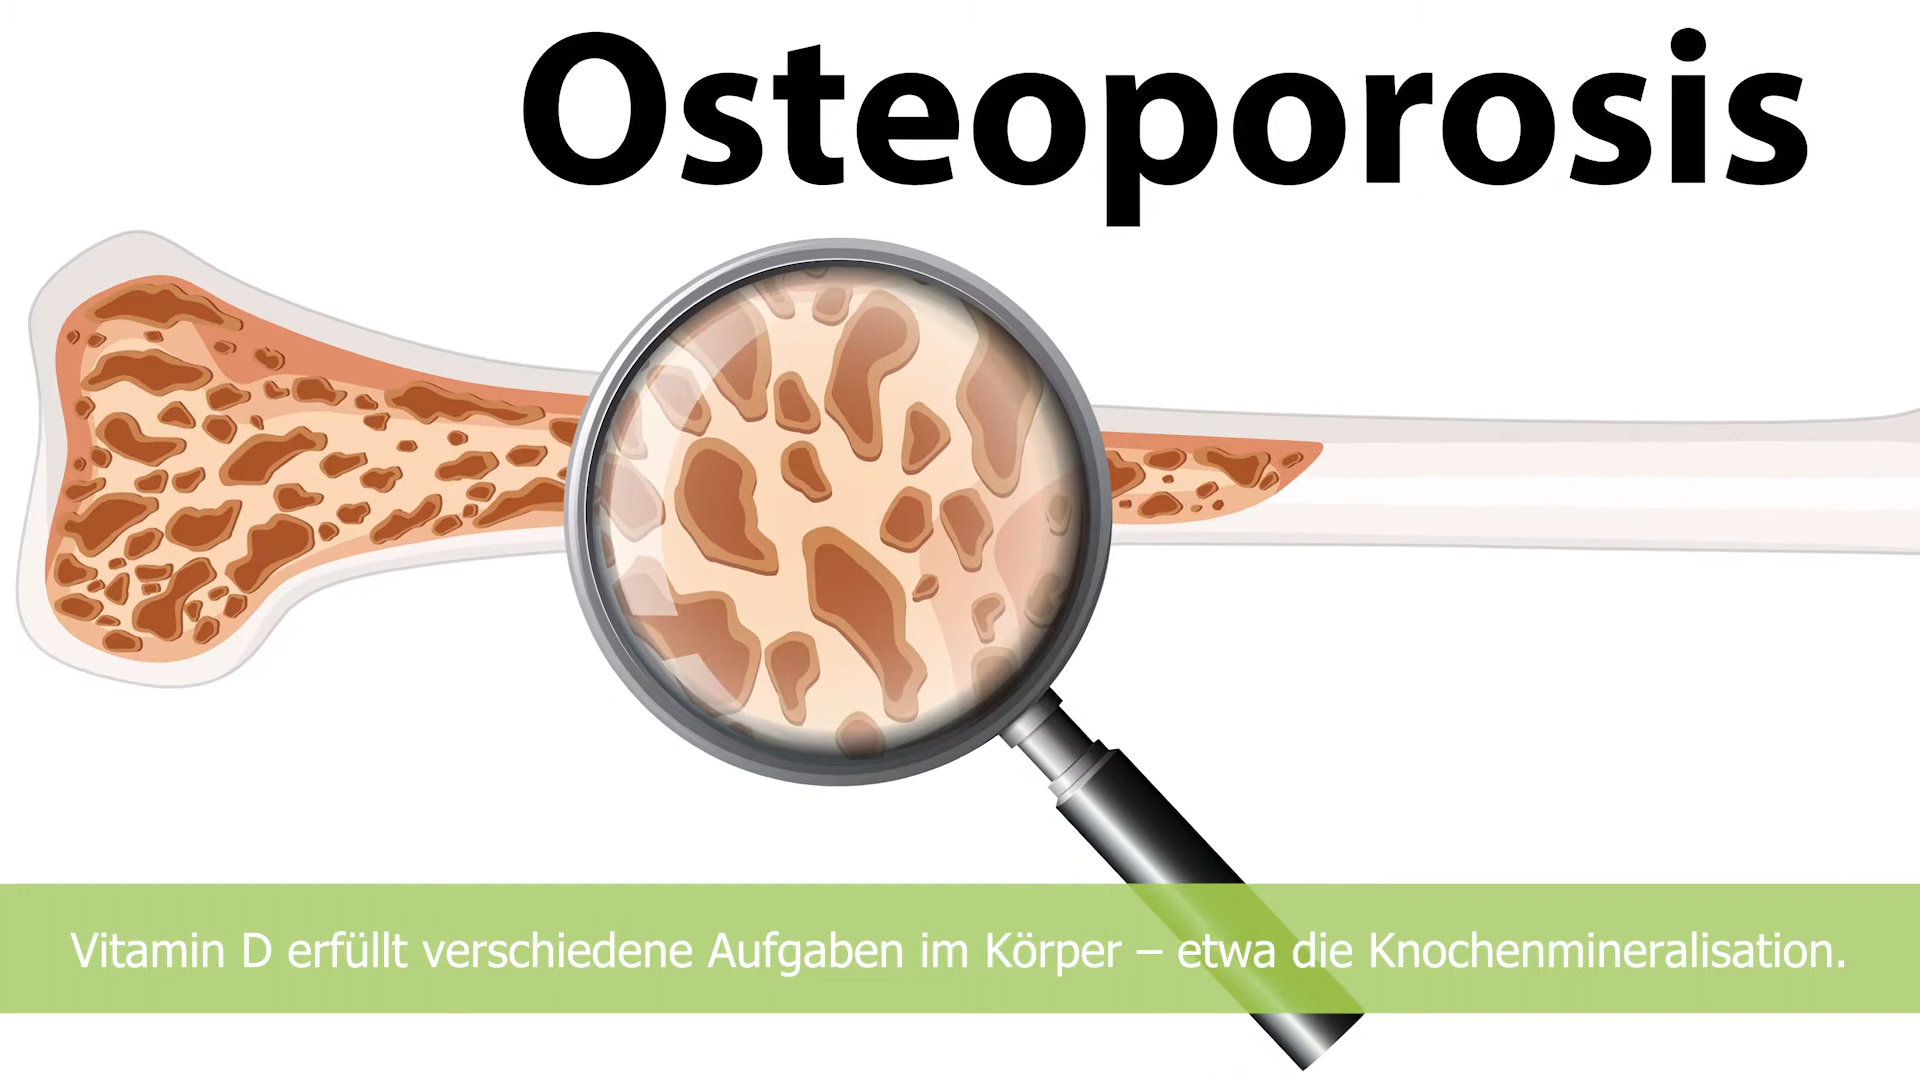 Osteoporosis
Vitamin D erfüllt verschiedene Aufgaben im Körper – etwa die Knochenmineralisation.